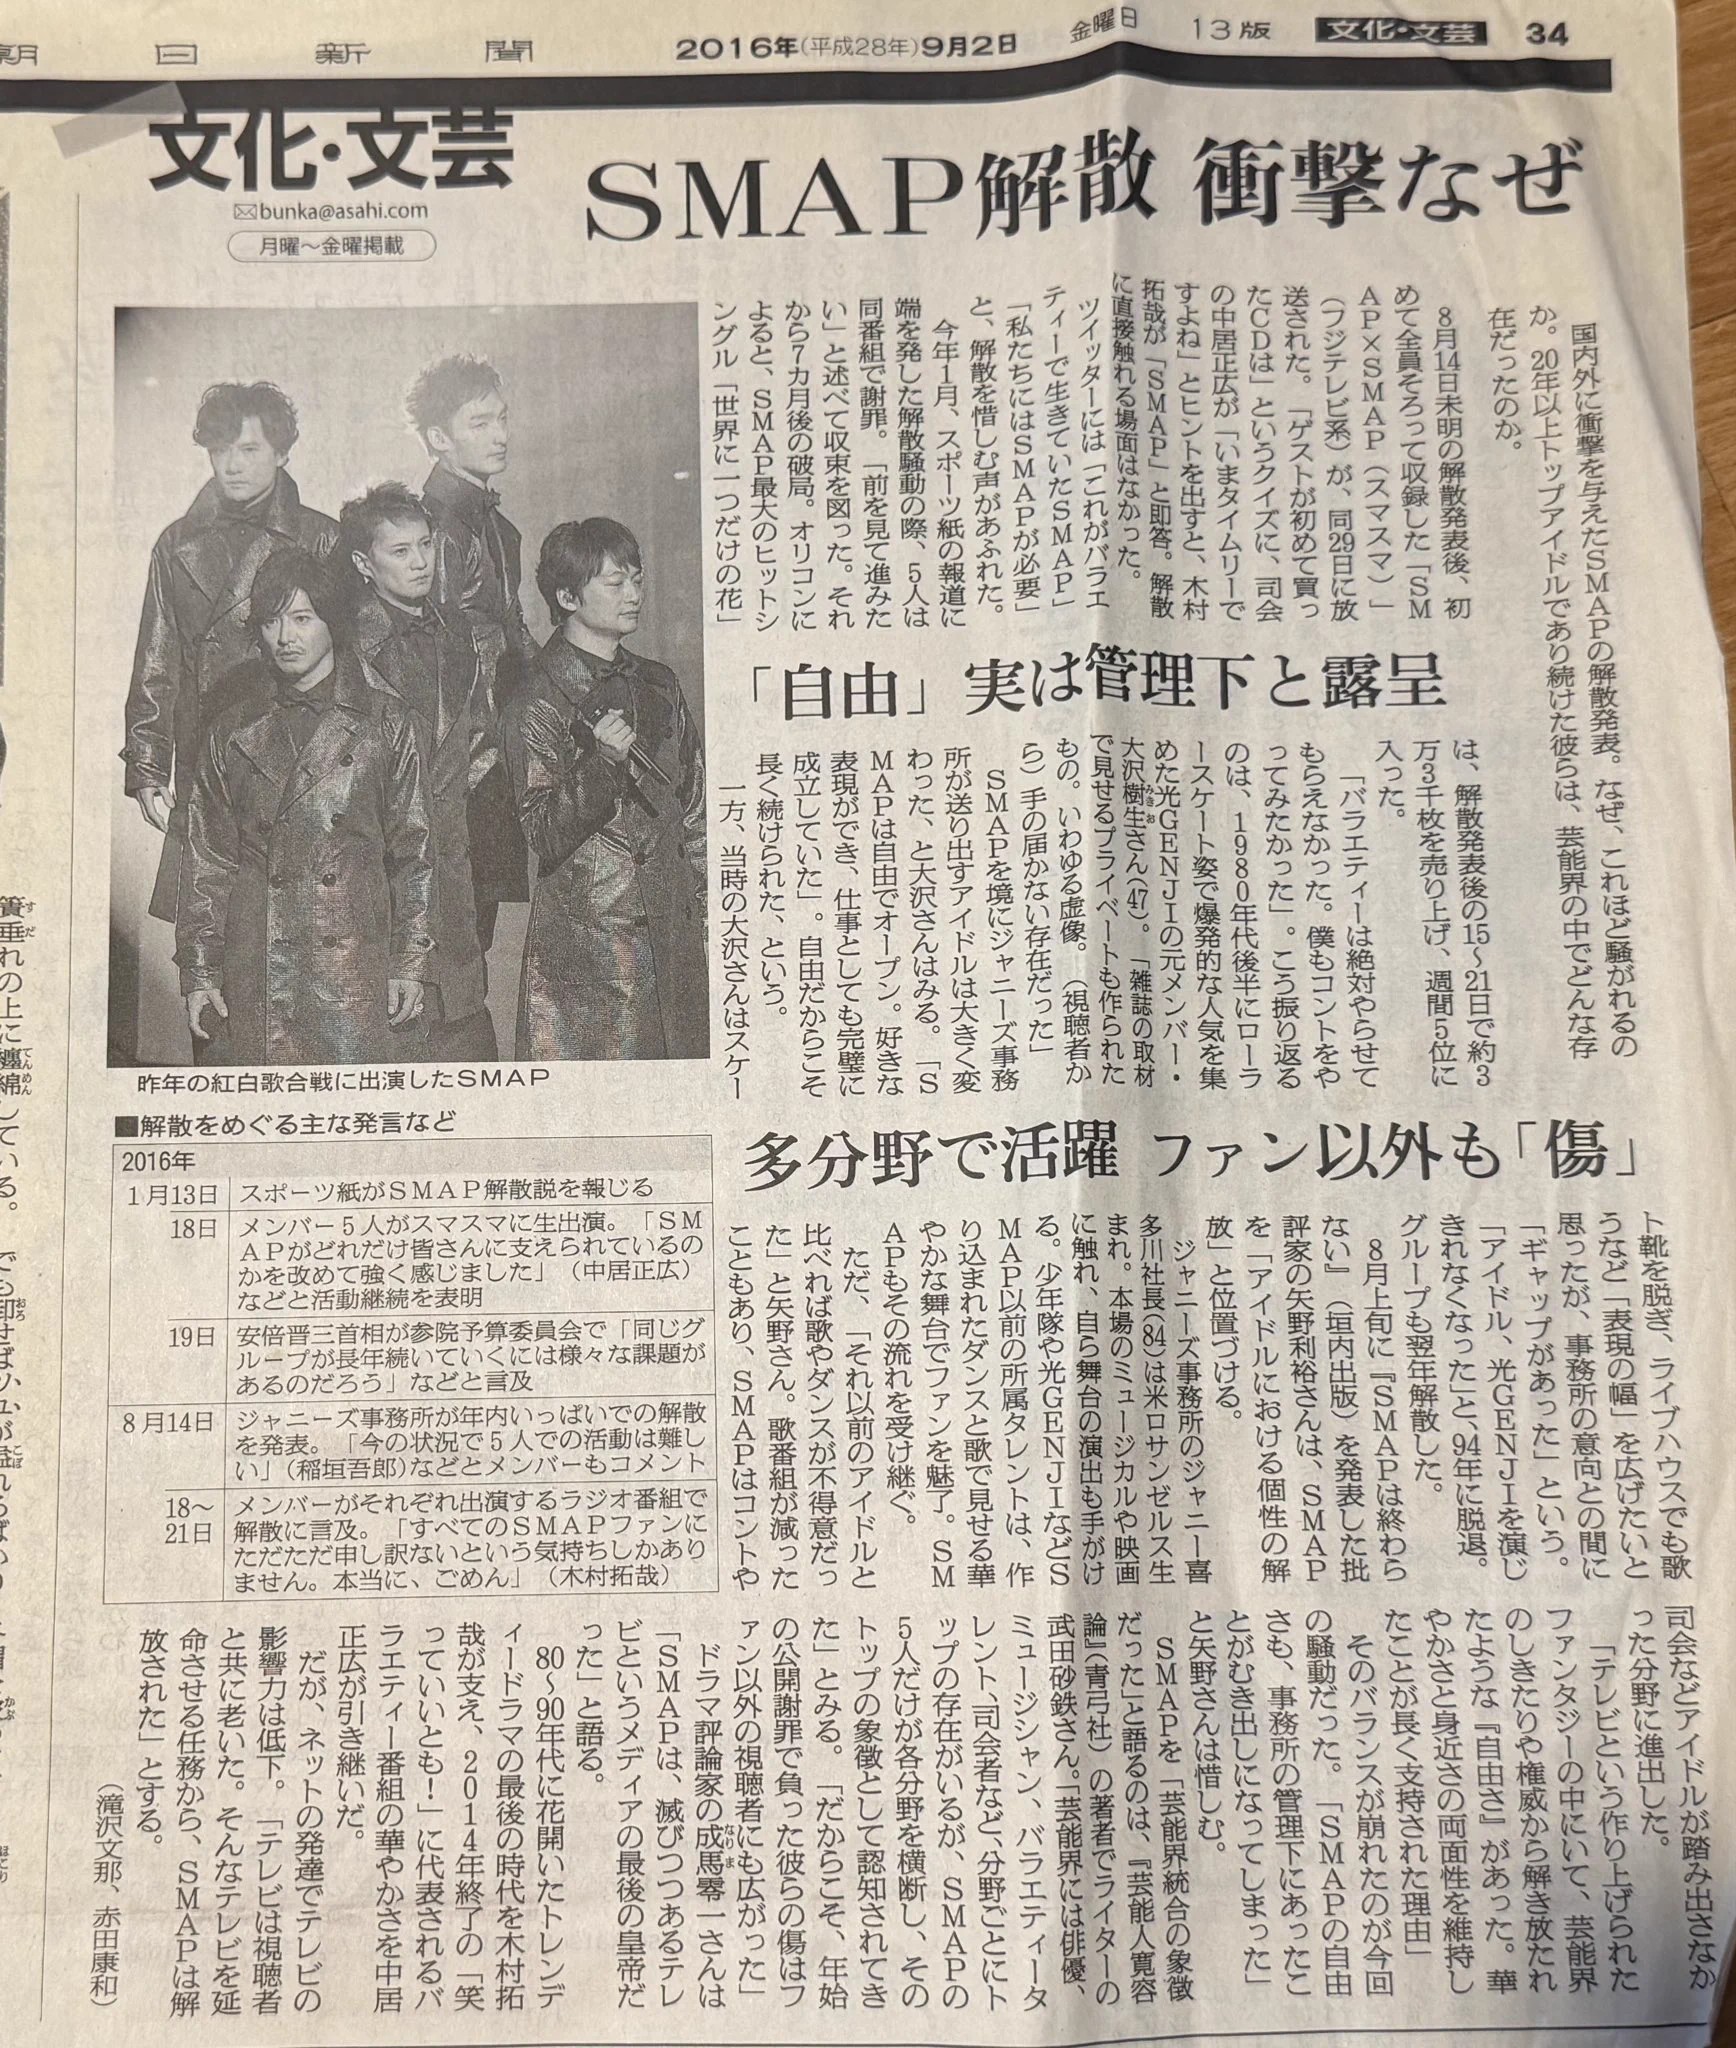 朝日新聞 2016年(平成28年)9月2日 金曜日 13版 文化・文芸 34
文化・文芸
bunka@asahi.com
月曜～金曜掲載
SMAP解散 衝撃なぜ
国内外に衝撃を与えたSMAPの解散発表。なぜ、これほど騒がれるの
か。20年以上トップアイドルであり続けた彼らは、芸能界の中でどんな存
在だったのか。
8月14日未明の解散発表後、初
めて全員そろって収録した「SM
AP×SMAP(スマスマ)」
(フジテレビ系)が、同29日に放
送された。「ゲストが初めて買っ
たCDは」というクイズに、司会
の中居正広が「いまタイムリーで
すよね」とヒントを出すと、木村
拓哉が「SMAP」と即答。解散
に直接触れる場面はなかった。
ツイッターには「これがバラエ
ティーで生きていたSMAP」
「私たちにはSMAPが必要」
と、解散を惜しむ声があふれた。
今年1月、スポーツ紙の報道に
端を発した解散騒動の際、5人は
同番組で謝罪。「前を見て進みた
い」と述べて収束を図った。それ
から7カ月後の破局。オリコンに
よると、SMAP最大のヒットシ
ングル「世界に一つだけの花」
「自由」実は管理下と露呈
は、解散発表後の15～21日で約3
万3千枚を売り上げ、週間5位に
入った。
「バラエティーは絶対やらせて
もらえなかった。僕もコントをや
ってみたかった」。こう振り返る
のは、1980年代後半にローラ
ースケート姿で爆発的な人気を集
めた光GENJIの元メンバー・
大沢樹生さん(47)。「雑誌の取材
で見せるプライベートも作られた
もの。いわゆる虚像。(視聴者か
ら)手の届かない存在だった」
SMAPを境にジャニーズ事務
所が送り出すアイドルは大きく変
わった、と大沢さんはみる。「S
MAPは自由でオープン。好きな
表現ができ、仕事としても完璧に
成立していた」。自由だからこそ
長く続けられた、という。
一方、当時の大沢さんはスケー
多分野で活躍 ファン以外も「傷」
ト靴を脱ぎ、ライブハウスでも歌
うなど「表現の幅」を広げたいと
思ったが、事務所の意向との間に
「ギャップがあった」という。
「アイドル、光GENJIを演じ
きれなくなった」と、94年に脱退。
グループも翌年解散した。
8月上旬に『SMAPは終わら
ない』(垣内出版)を発表した批
評家の矢野利裕さんは、SMAP
を「アイドルにおける個性の解
放」と位置づける。
ジャニーズ事務所のジャニー喜
多川社長(84)は米ロサンゼルス生
まれ。本場のミュージカルや映画
に触れ、自ら舞台の演出も手がけ
る。少年隊や光GENJIなどS
MAP以前の所属タレントは、作
り込まれたダンスと歌で見せる華
やかな舞台でファンを魅了。SM
APもその流れを受け継ぐ。
ただ、「それ以前のアイドルと
比べれば歌やダンスが不得意だっ
た」と矢野さん。歌番組が減った
こともあり、SMAPはコントや
司会などアイドルが踏み出さなか
った分野に進出した。
「テレビという作り上げられた
ファンタジーの中にいて、芸能界
のしきたりや権威から解き放たれ
たような『自由さ』があった。華
やかさと身近さの両面性を維持し
たことが長く支持された理由」
そのバランスが崩れたのが今回
の騒動だった。「SMAPの自由
さも、事務所の管理下にあったこ
とがむき出しになってしまった」
と矢野さんは惜しむ。
SMAPを「芸能界統合の象徴
だった」と語るのは、『芸能人寛容
論』(青弓社)の著者でライターの
武田砂鉄さん。「芸能界には俳優、
ミュージシャン、バラエティータ
レント、司会者など、分野ごとにト
ップの存在がいるが、SMAPの
5人だけが各分野を横断し、その
トップの象徴として認知されてき
た」とみる。「だからこそ、年始
の公開謝罪で負った彼らの傷はフ
ァン以外の視聴者にも広がった」
ドラマ評論家の成馬零一さんは
「SMAPは、滅びつつあるテレ
ビというメディアの最後の皇帝だ
った」と語る。
80～90年代に花開いたトレンデ
ィードラマの最後の時代を木村拓
哉が支え、2014年終了の「笑
っていいとも!」に代表されるバ
ラエティー番組の華やかさを中居
正広が引き継いだ。
だが、ネットの発達でテレビの
影響力は低下。「テレビは視聴者
と共に老いた。そんなテレビを延
命させる任務から、SMAPは解
放された」とする。
(滝沢文那、赤田康和)
昨年の紅白歌合戦に出演したSMAP
■解散をめぐる主な発言など
2016年
1月13日 スポーツ紙がSMAP解散説を報じる
18日 メンバー5人がスマスマに生出演。「SM
APがどれだけ皆さんに支えられているの
かを改めて強く感じました」(中居正広)
などと活動継続を表明
19日 安倍晋三首相が参院予算委員会で「同じグ
ループが長年続いていくには様々な課題が
あるのだろう」などと言及
8月14日 ジャニーズ事務所が年内いっぱいでの解散
を発表。「今の状況で5人での活動は難し
い」(稲垣吾郎)などとメンバーもコメント
18～
21日 メンバーがそれぞれ出演するラジオ番組で
解散に言及。「すべてのSMAPファンに
ただただ申し訳ないという気持ちしかあり
ません。本当に、ごめん」(木村拓哉)